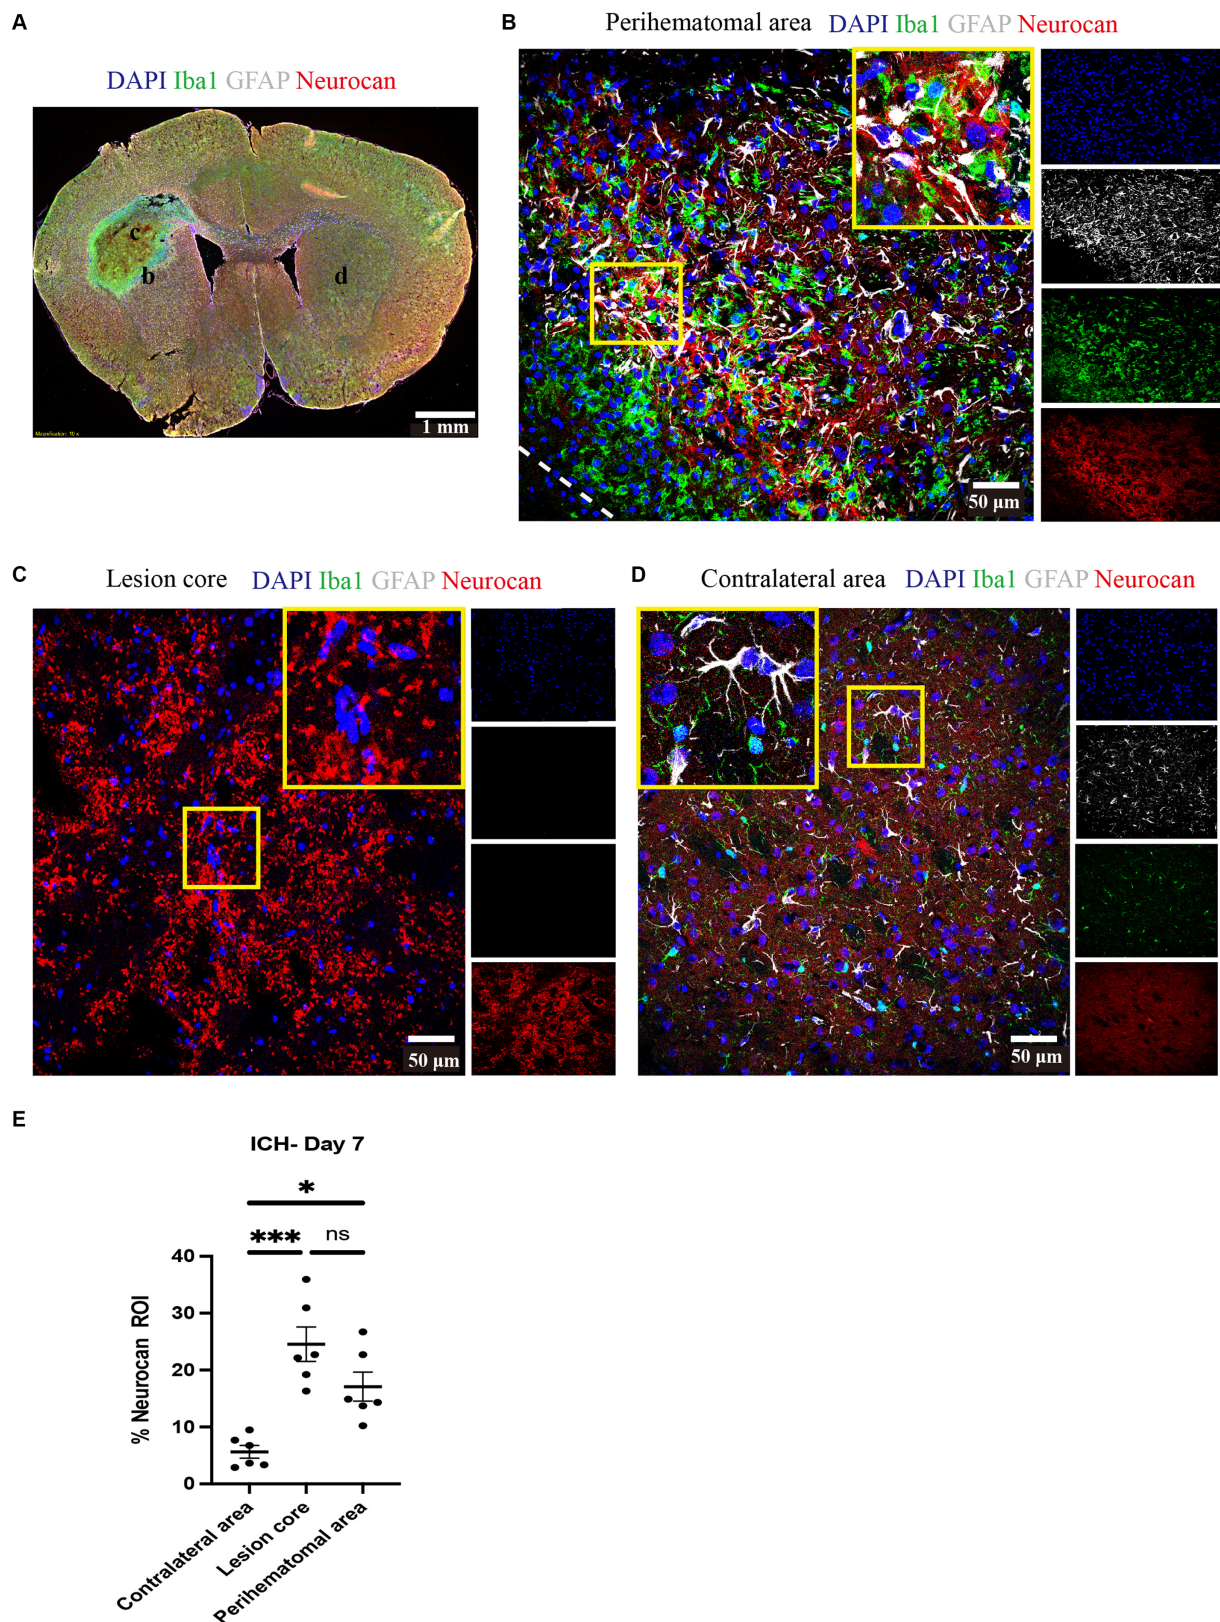 A
DAPI Iba1 GFAP Neurocan
c
b
d
1 mm
Magnification: 10 x
B
Perihematomal area DAPI Iba1 GFAP Neurocan
50 µm
C
Lesion core DAPI Iba1 GFAP Neurocan
50 µm
D
Contralateral area DAPI Iba1 GFAP Neurocan
50 µm
E
ICH- Day 7
*
*** ns
% Neurocan ROI
40
30
20
10
0
Contralateral area
Lesion core
Perihematomal area